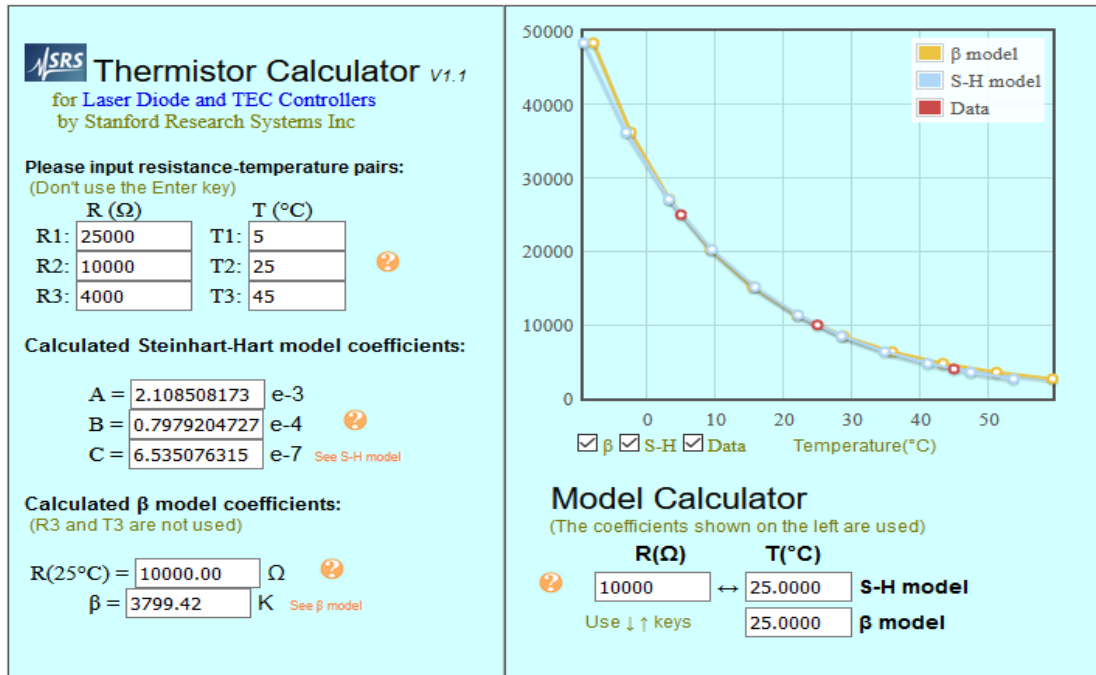 SRS Thermistor Calculator V1.1
for Laser Diode and TEC Controllers
by Stanford Research Systems Inc
Please input resistance-temperature pairs:
(Don't use the Enter key)
R (Ω) T (°C)
R1: 25000 T1: 5
R2: 10000 T2: 25
?
R3: 4000 T3: 45
Calculated Steinhart-Hart model coefficients:
A = 2.108508173 e-3
B = 0.7979204727 e-4 ?
C = 6.535076315 e-7 See S-H model
Calculated β model coefficients:
(R3 and T3 are not used)
R(25°C) = 10000.00 Ω ?
β = 3799.42 K See β model
50000
40000
30000
20000
10000
0
0 10 20 30 40 50
β model
S-H model
Data
β S-H Data Temperature(°C)
Model Calculator
(The coefficients shown on the left are used)
R(Ω) T(°C)
? 10000 ↔ 25.0000 S-H model
Use ↓↑ keys 25.0000 β model